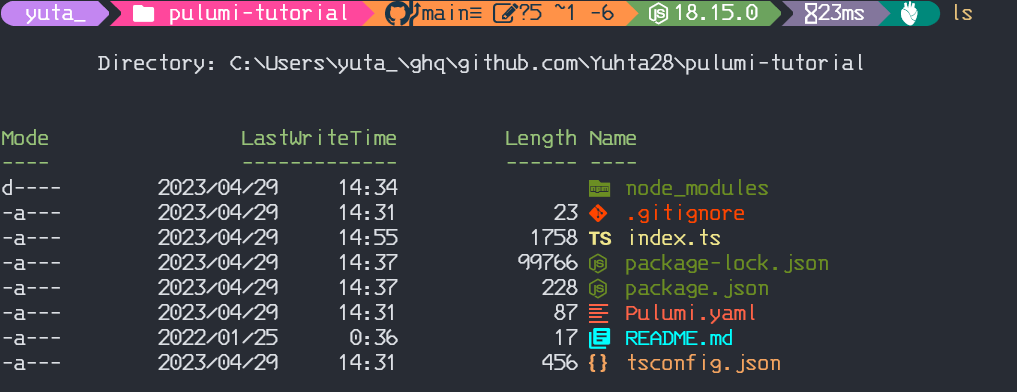 yuta_ pulumi-tutorial main≡ ?5 ~1 -6 18.15.0 23ms ls
Directory: C:\Users\yuta_\ghq\github.com\Yuhta28\pulumi-tutorial
Mode LastWriteTime Length Name
---- ------------- ------ ----
d---- 2023/04/29 14:34 npm node_modules
-a--- 2023/04/29 14:31 23 .gitignore
-a--- 2023/04/29 14:55 1758 TS index.ts
-a--- 2023/04/29 14:37 99766 JS package-lock.json
-a--- 2023/04/29 14:37 228 JS package.json
-a--- 2023/04/29 14:31 87 Pulumi.yaml
-a--- 2022/01/25 0:36 17 README.md
-a--- 2023/04/29 14:31 456 {} tsconfig.json